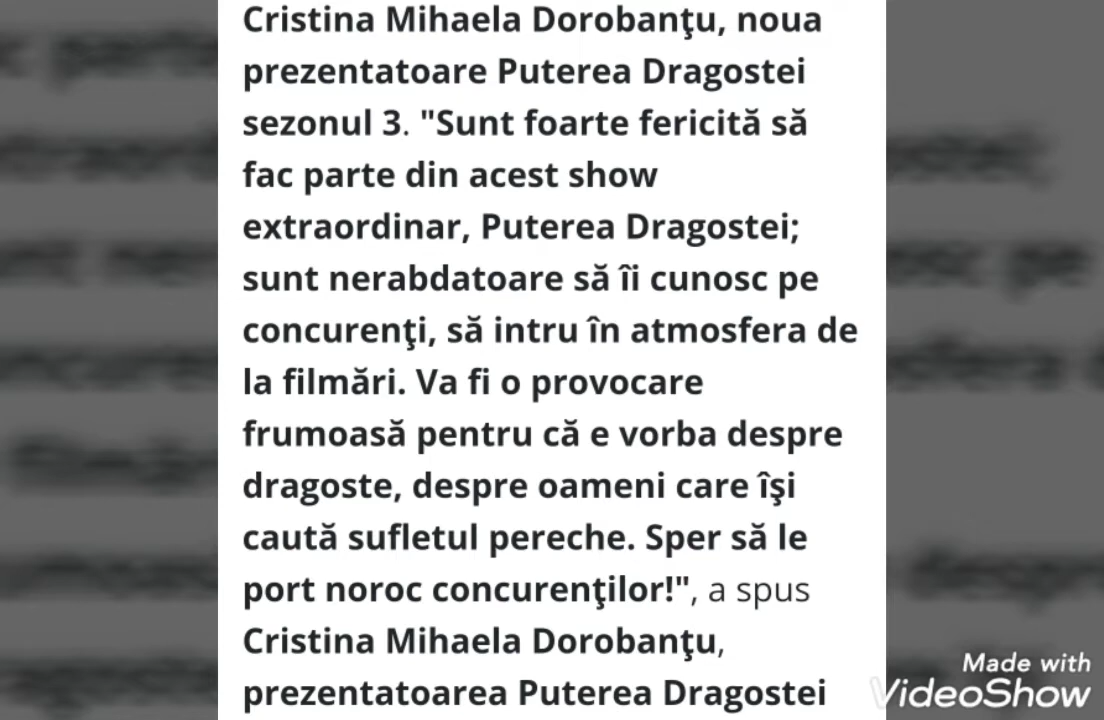 Cristina Mihaela Dorobanţu, noua
prezentatoare Puterea Dragostei
sezonul 3. "Sunt foarte fericită să
fac parte din acest show
extraordinar, Puterea Dragostei;
sunt nerabdatoare să îi cunosc pe
concurenţi, să intru în atmosfera de
la filmări. Va fi o provocare
frumoasă pentru că e vorba despre
dragoste, despre oameni care îşi
caută sufletul pereche. Sper să le
port noroc concurenţilor!", a spus
Cristina Mihaela Dorobanţu,
prezentatoarea Puterea Dragostei
Made with
VideoShow